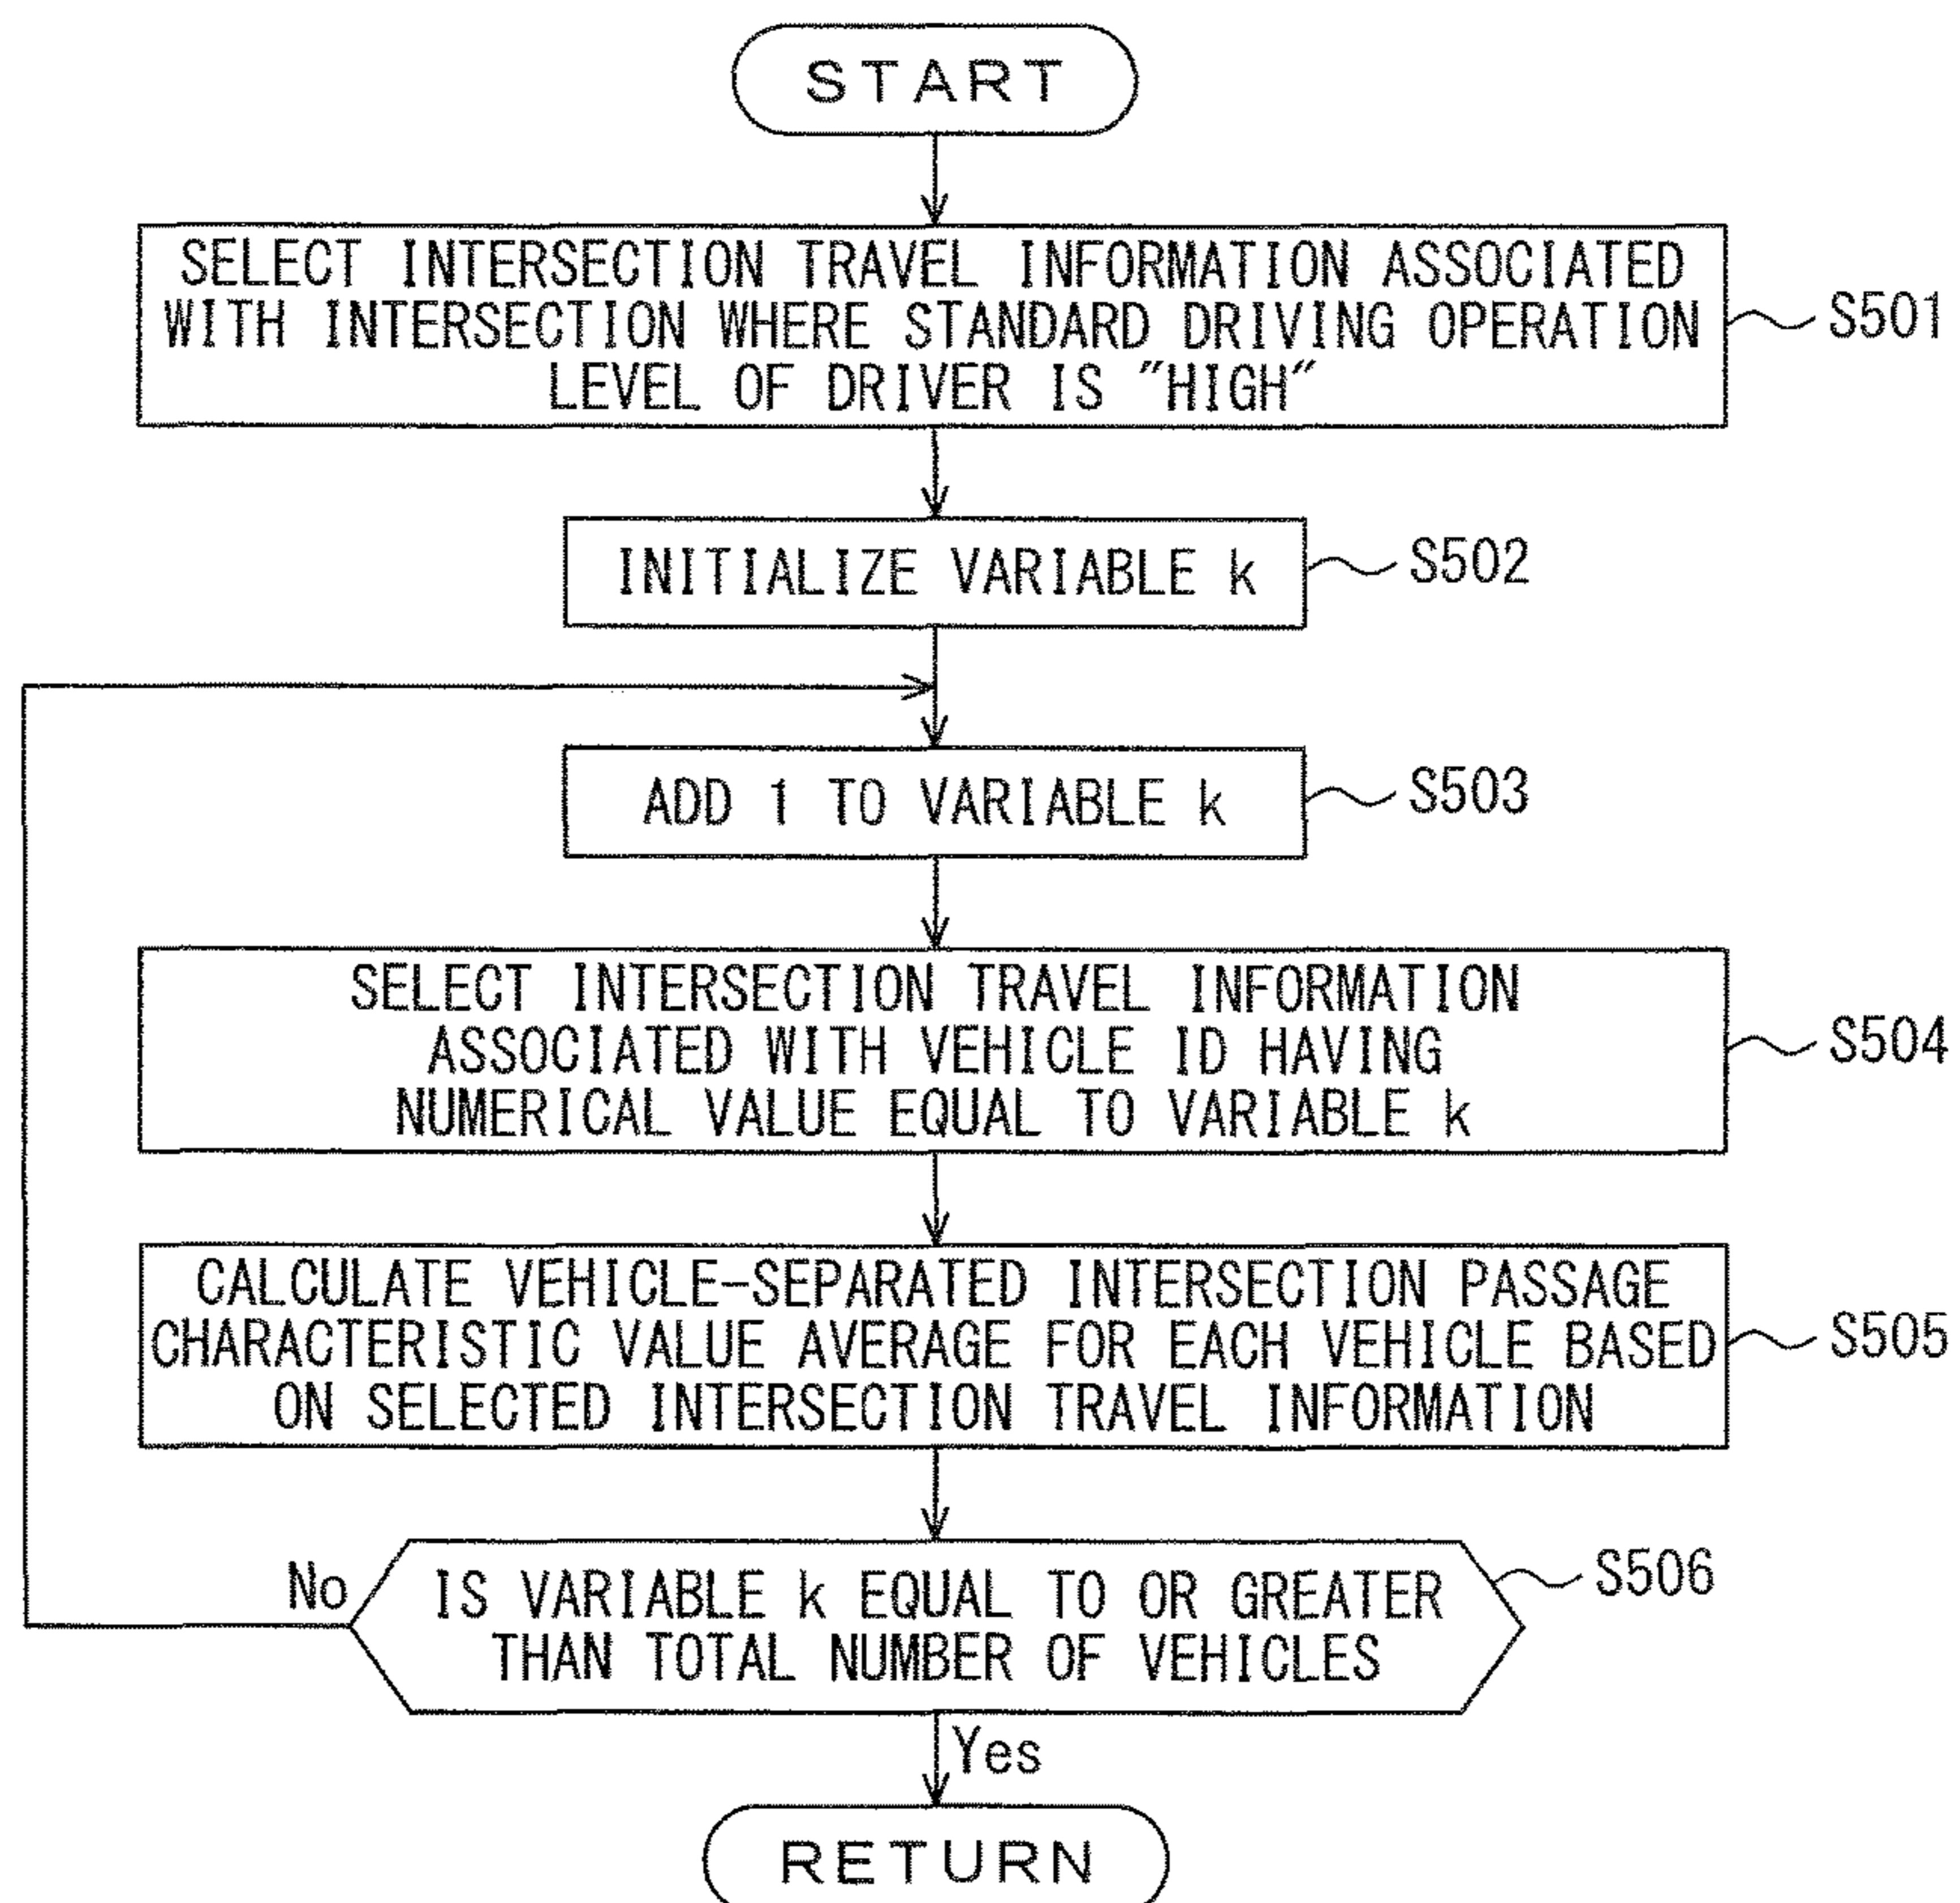 START
SELECT INTERSECTION TRAVEL INFORMATION ASSOCIATED
WITH INTERSECTION WHERE STANDARD DRIVING OPERATION
LEVEL OF DRIVER IS "HIGH"
S501
INITIALIZE VARIABLE k
S502
ADD 1 TO VARIABLE k
S503
SELECT INTERSECTION TRAVEL INFORMATION
ASSOCIATED WITH VEHICLE ID HAVING
NUMERICAL VALUE EQUAL TO VARIABLE k
S504
CALCULATE VEHICLE-SEPARATED INTERSECTION PASSAGE
CHARACTERISTIC VALUE AVERAGE FOR EACH VEHICLE BASED
ON SELECTED INTERSECTION TRAVEL INFORMATION
S505
No
IS VARIABLE k EQUAL TO OR GREATER
THAN TOTAL NUMBER OF VEHICLES
S506
Yes
RETURN